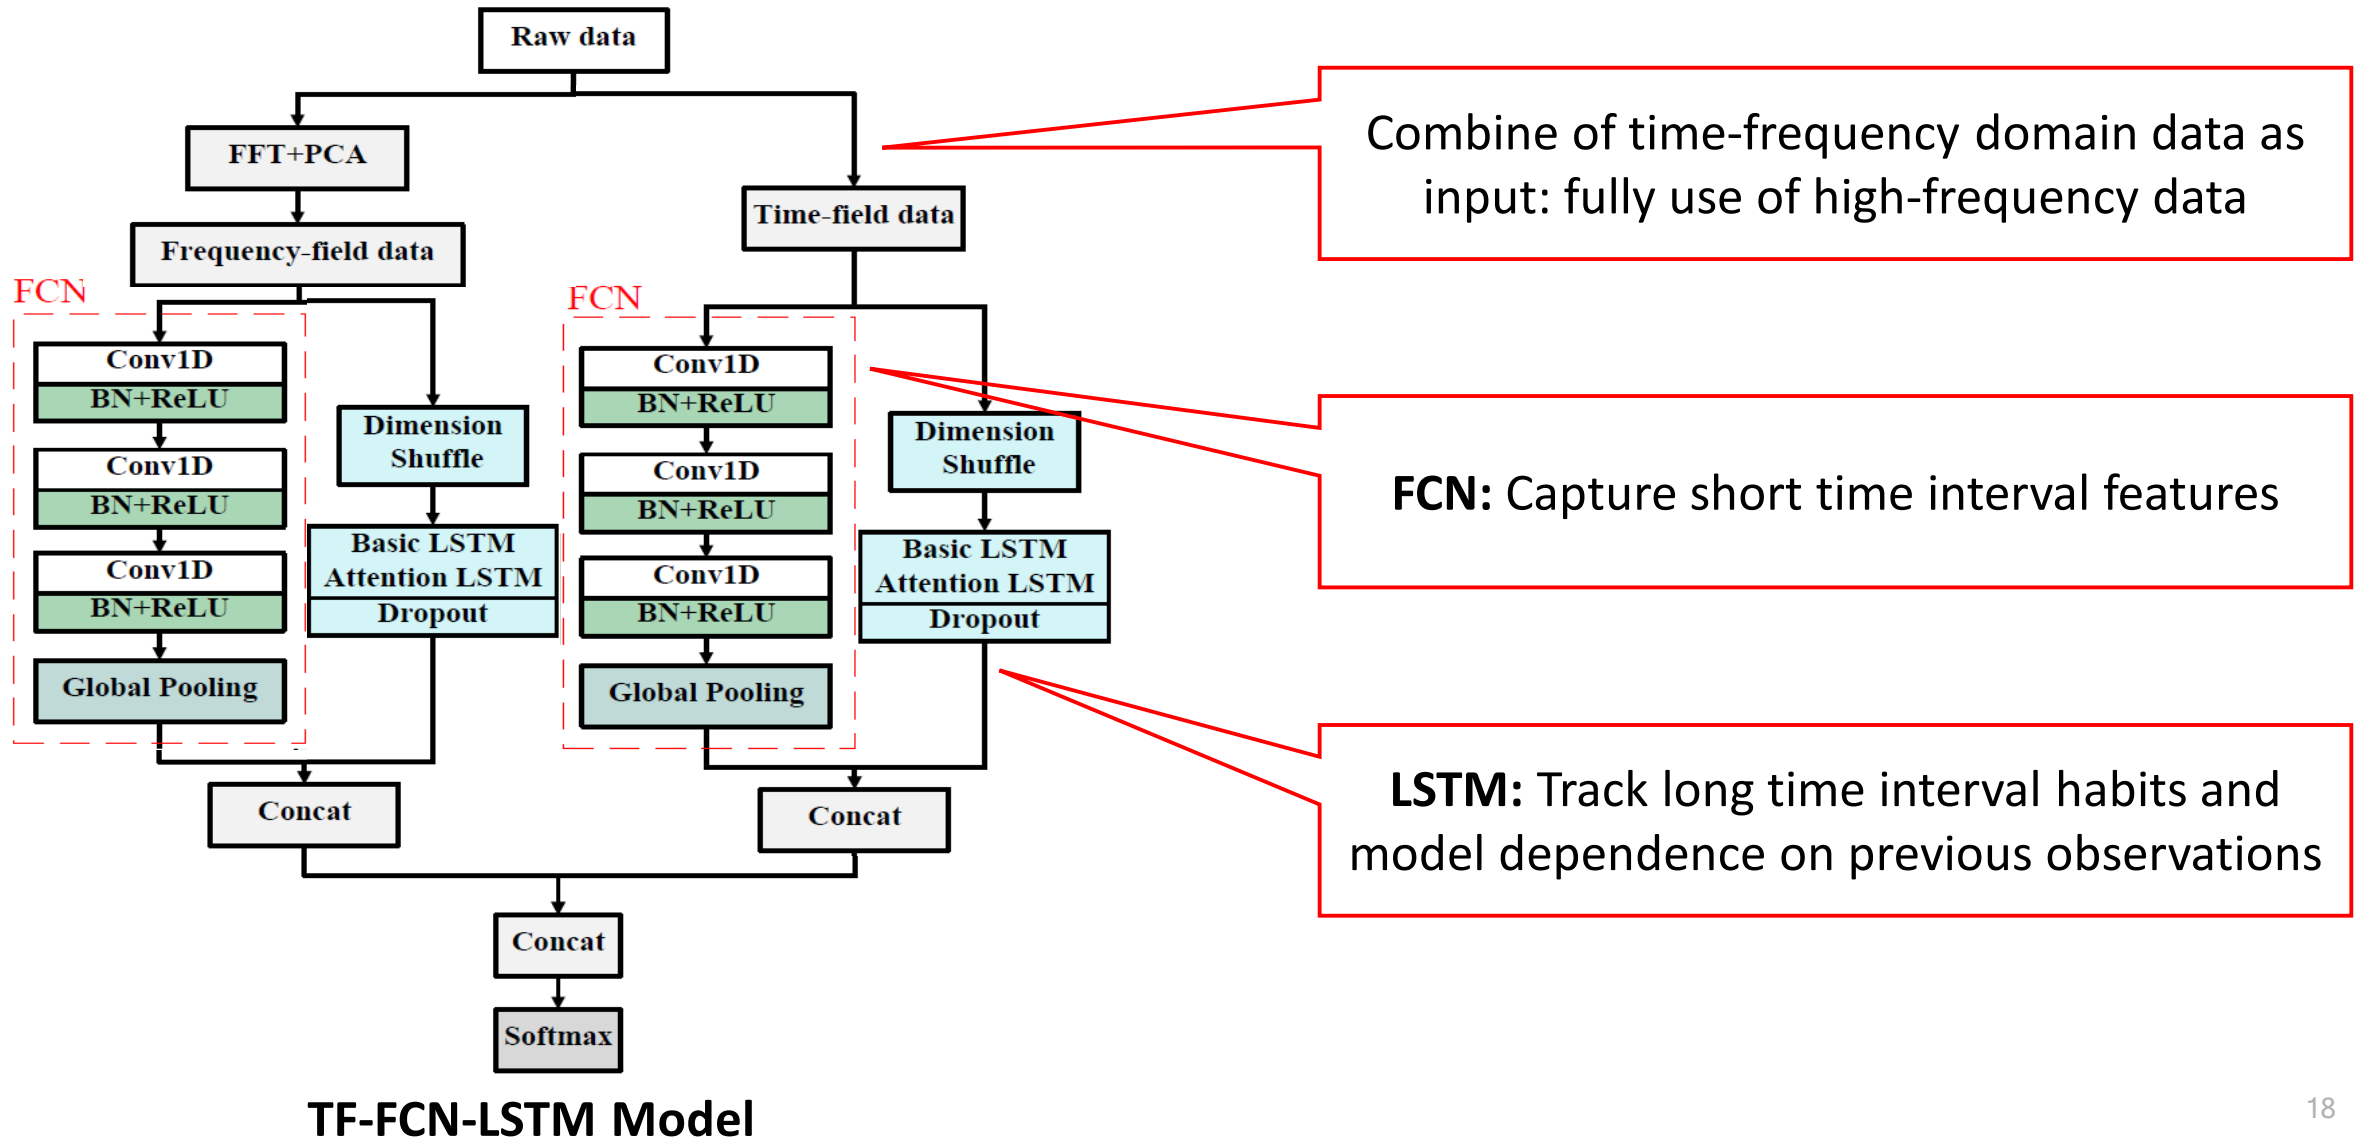 Raw data
FFT+PCA
Frequency-field data
Time-field data
FCN
Conv1D
BN+ReLU
Conv1D
BN+ReLU
Conv1D
BN+ReLU
Global Pooling
Dimension
Shuffle
Basic LSTM
Attention LSTM
Dropout
Concat
FCN
Conv1D
BN+ReLU
Conv1D
BN+ReLU
Conv1D
BN+ReLU
Global Pooling
Dimension
Shuffle
Basic LSTM
Attention LSTM
Dropout
Concat
Concat
Softmax
TF-FCN-LSTM Model
Combine of time-frequency domain data as
input: fully use of high-frequency data
FCN: Capture short time interval features
LSTM: Track long time interval habits and
model dependence on previous observations
18